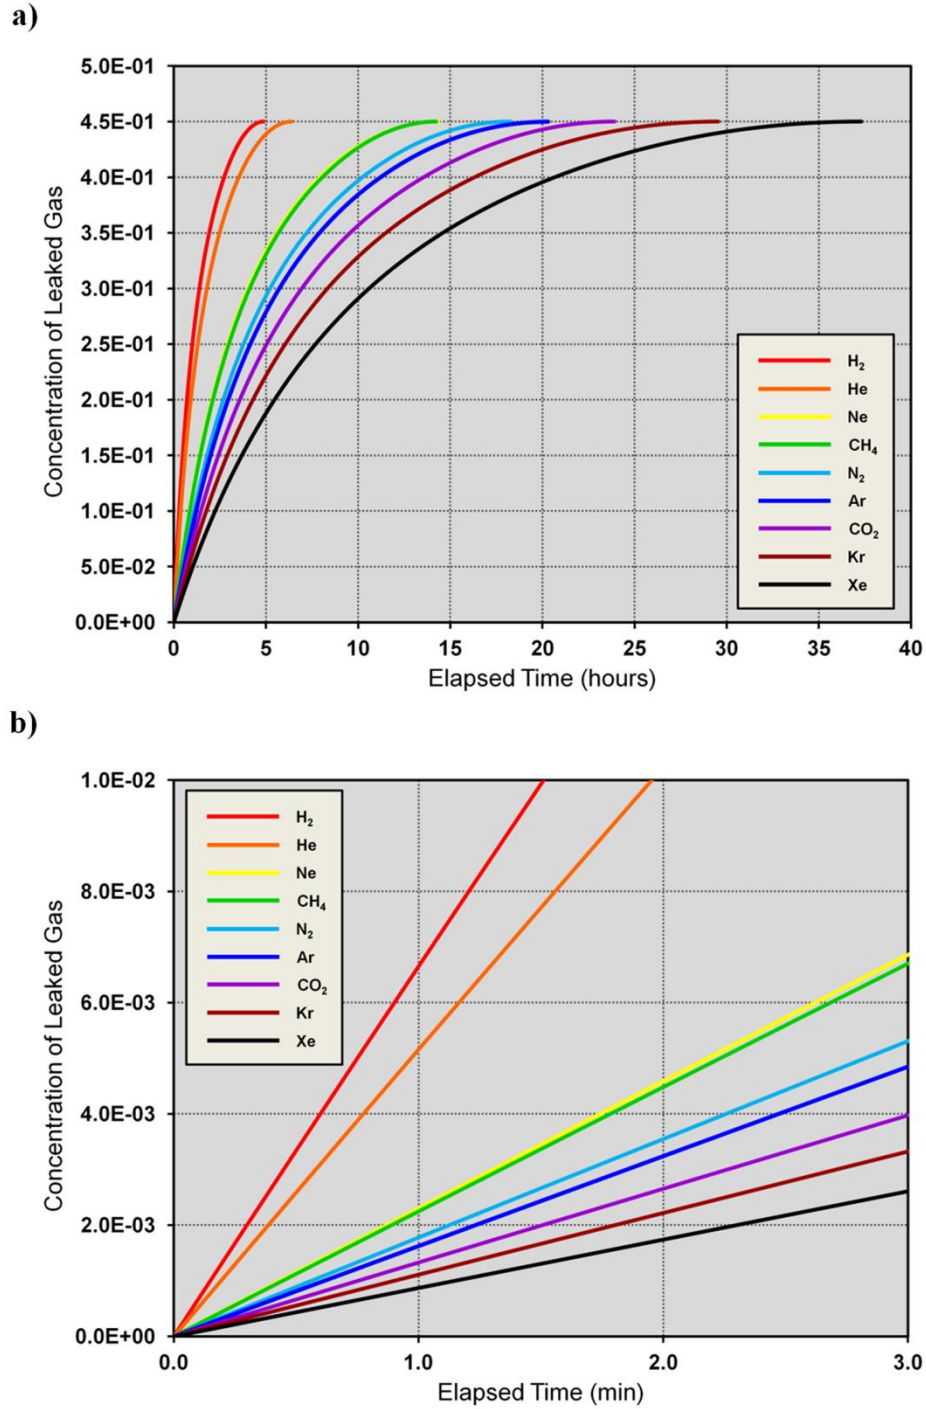 a)
5.0E-01
4.5E-01
4.0E-01
3.5E-01
3.0E-01
2.5E-01
2.0E-01
1.5E-01
1.0E-01
5.0E-02
0.0E+00
Concentration of Leaked Gas
H₂
He
Ne
CH₄
N₂
Ar
CO₂
Kr
Xe
0 5 10 15 20 25 30 35 40
Elapsed Time (hours)
b)
1.0E-02
8.0E-03
6.0E-03
4.0E-03
2.0E-03
0.0E+00
Concentration of Leaked Gas
H₂
He
Ne
CH₄
N₂
Ar
CO₂
Kr
Xe
0.0 1.0 2.0 3.0
Elapsed Time (min)